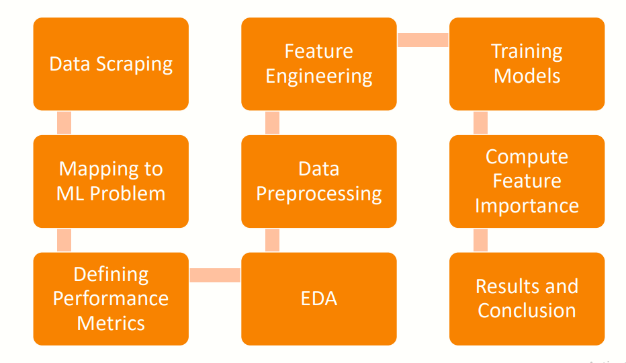 Data Scraping
Mapping to
ML Problem
Defining
Performance
Metrics
EDA
Data
Preprocessing
Feature
Engineering
Training
Models
Compute
Feature
Importance
Results and
Conclusion